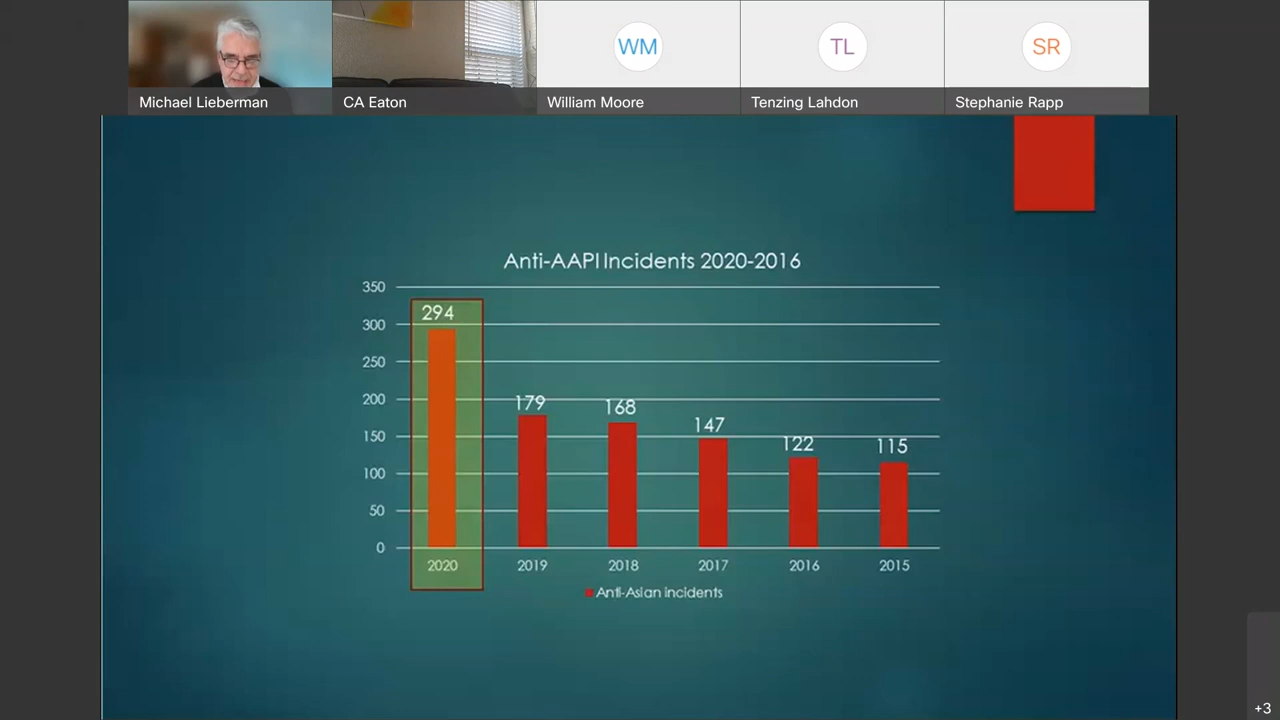 WM
TL
SR
Michael Lieberman
CA Eaton
William Moore
Tenzing Lahdon
Stephanie Rapp
Anti-AAPI Incidents 2020-2016
350
300
250
200
150
100
50
0
294
179
168
147
122
115
2020
2019
2018
2017
2016
2015
Anti-Asian incidents
+3